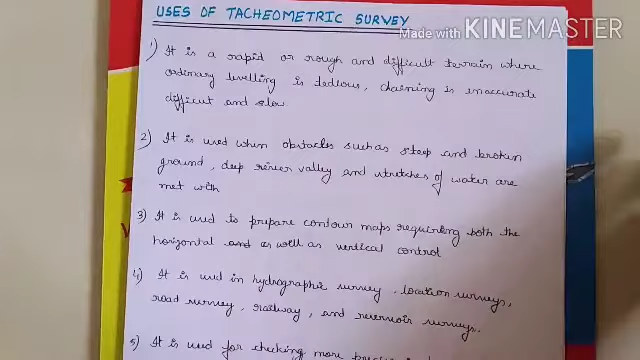 USES OF TACHEOMETRIC SURVEY
Made with KINEMASTER
1) It is a rapid or rough and difficult terrain where
ordinary levelling is tedious, chaining is inaccurate
difficut and slow
2) It is used when obstacles such as steep and broken
ground, deep reiver valley and stretches of water are
met with
3) It is used to prepare contour maps requiring both the
horizontal and as well as vertical control
4) It is used in hydrographic survey, location surveys,
road survey, railway, and reservoir surveys.
5) It is used for checking more precise